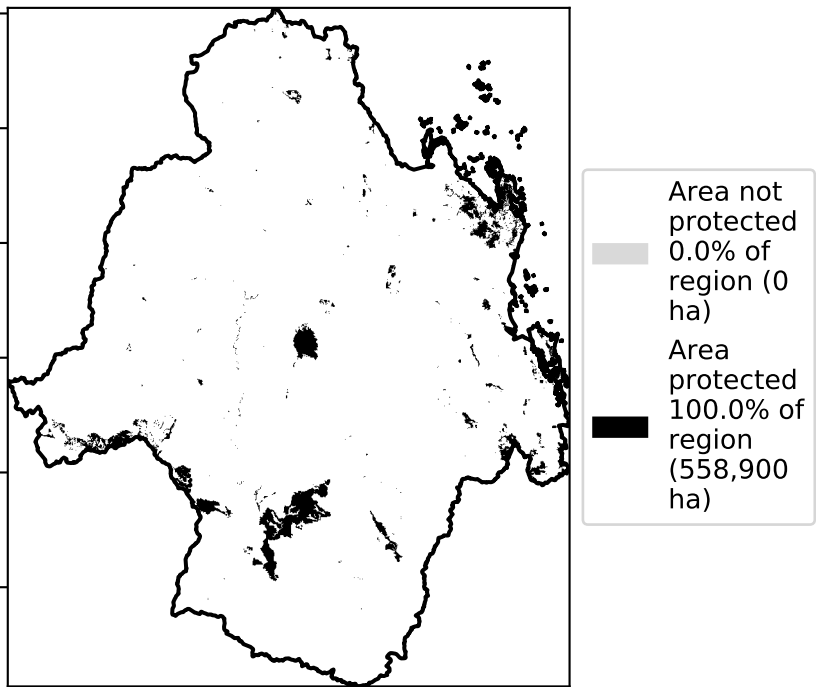 Area not
protected
0.0% of
region (0
ha)
Area
protected
100.0% of
region
(558,900
ha)